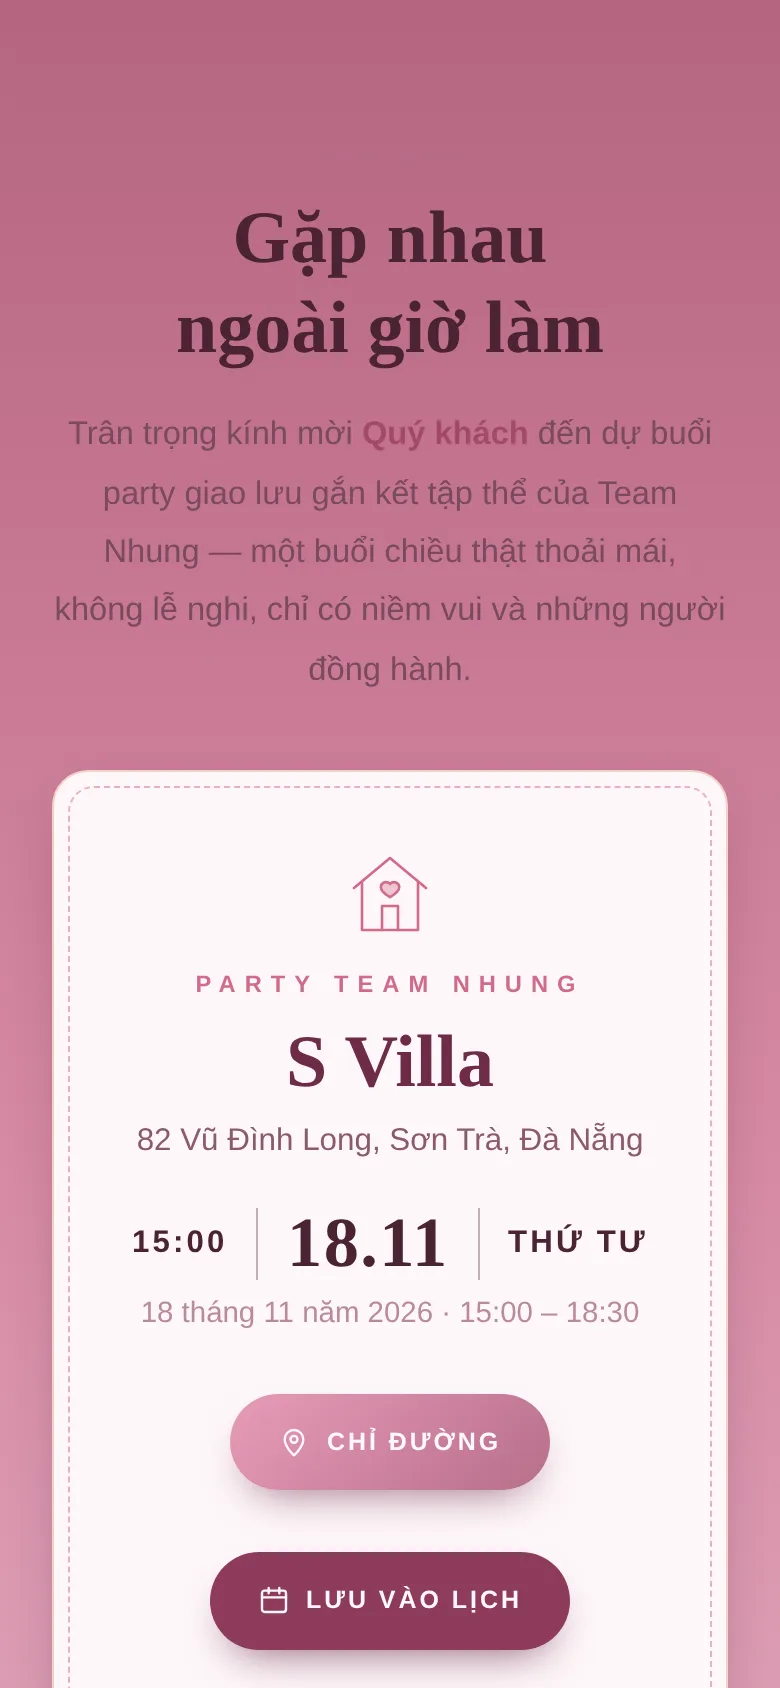 Gặp nhau
ngoài giờ làm
Trân trọng kính mời Quý khách đến dự buổi
party giao lưu gắn kết tập thể của Team
Nhung — một buổi chiều thật thoải mái,
không lễ nghi, chỉ có niềm vui và những người
đồng hành.
PARTY TEAM NHUNG
S Villa
82 Vũ Đình Long, Sơn Trà, Đà Nẵng
15:00 18.11 THỨ TƯ
18 tháng 11 năm 2026 · 15:00 – 18:30
CHỈ ĐƯỜNG
LƯU VÀO LỊCH